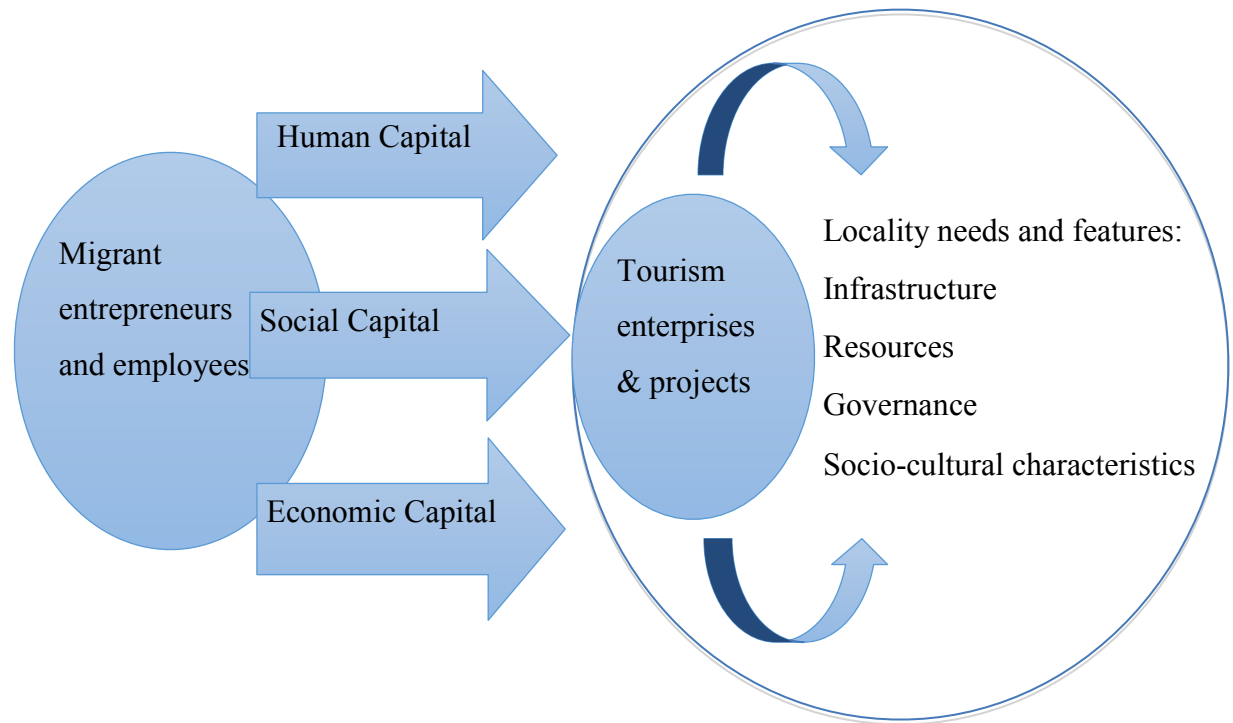 Human Capital
Migrant
entrepreneurs
and employees
Social Capital
Economic Capital
Tourism
enterprises
& projects
Locality needs and features:
Infrastructure
Resources
Governance
Socio-cultural characteristics